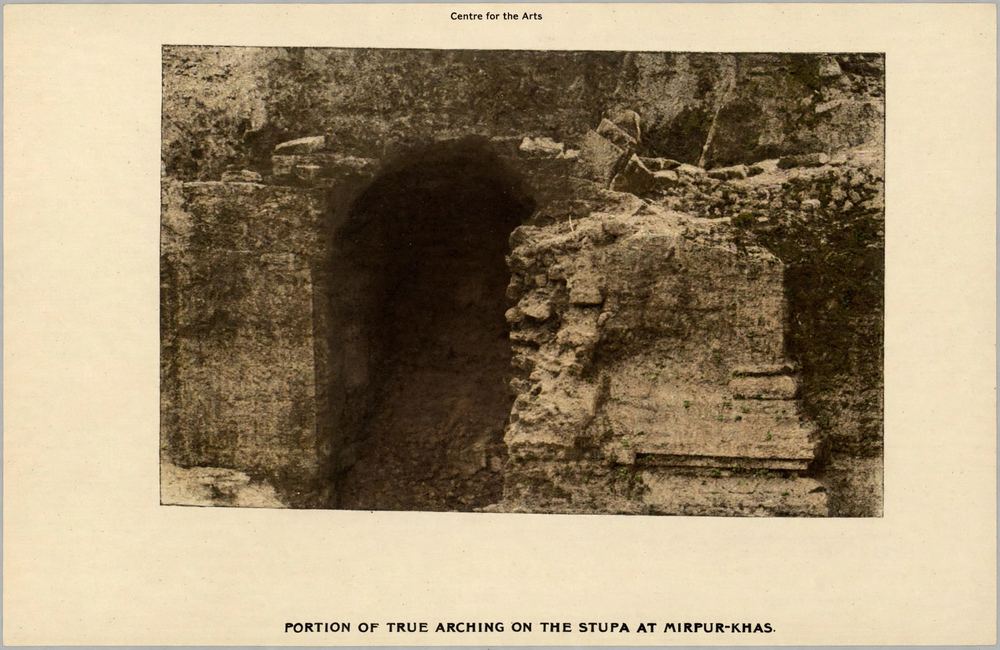 Centre for the Arts
PORTION OF TRUE ARCHING ON THE STUPA AT MIRPUR-KHAS.